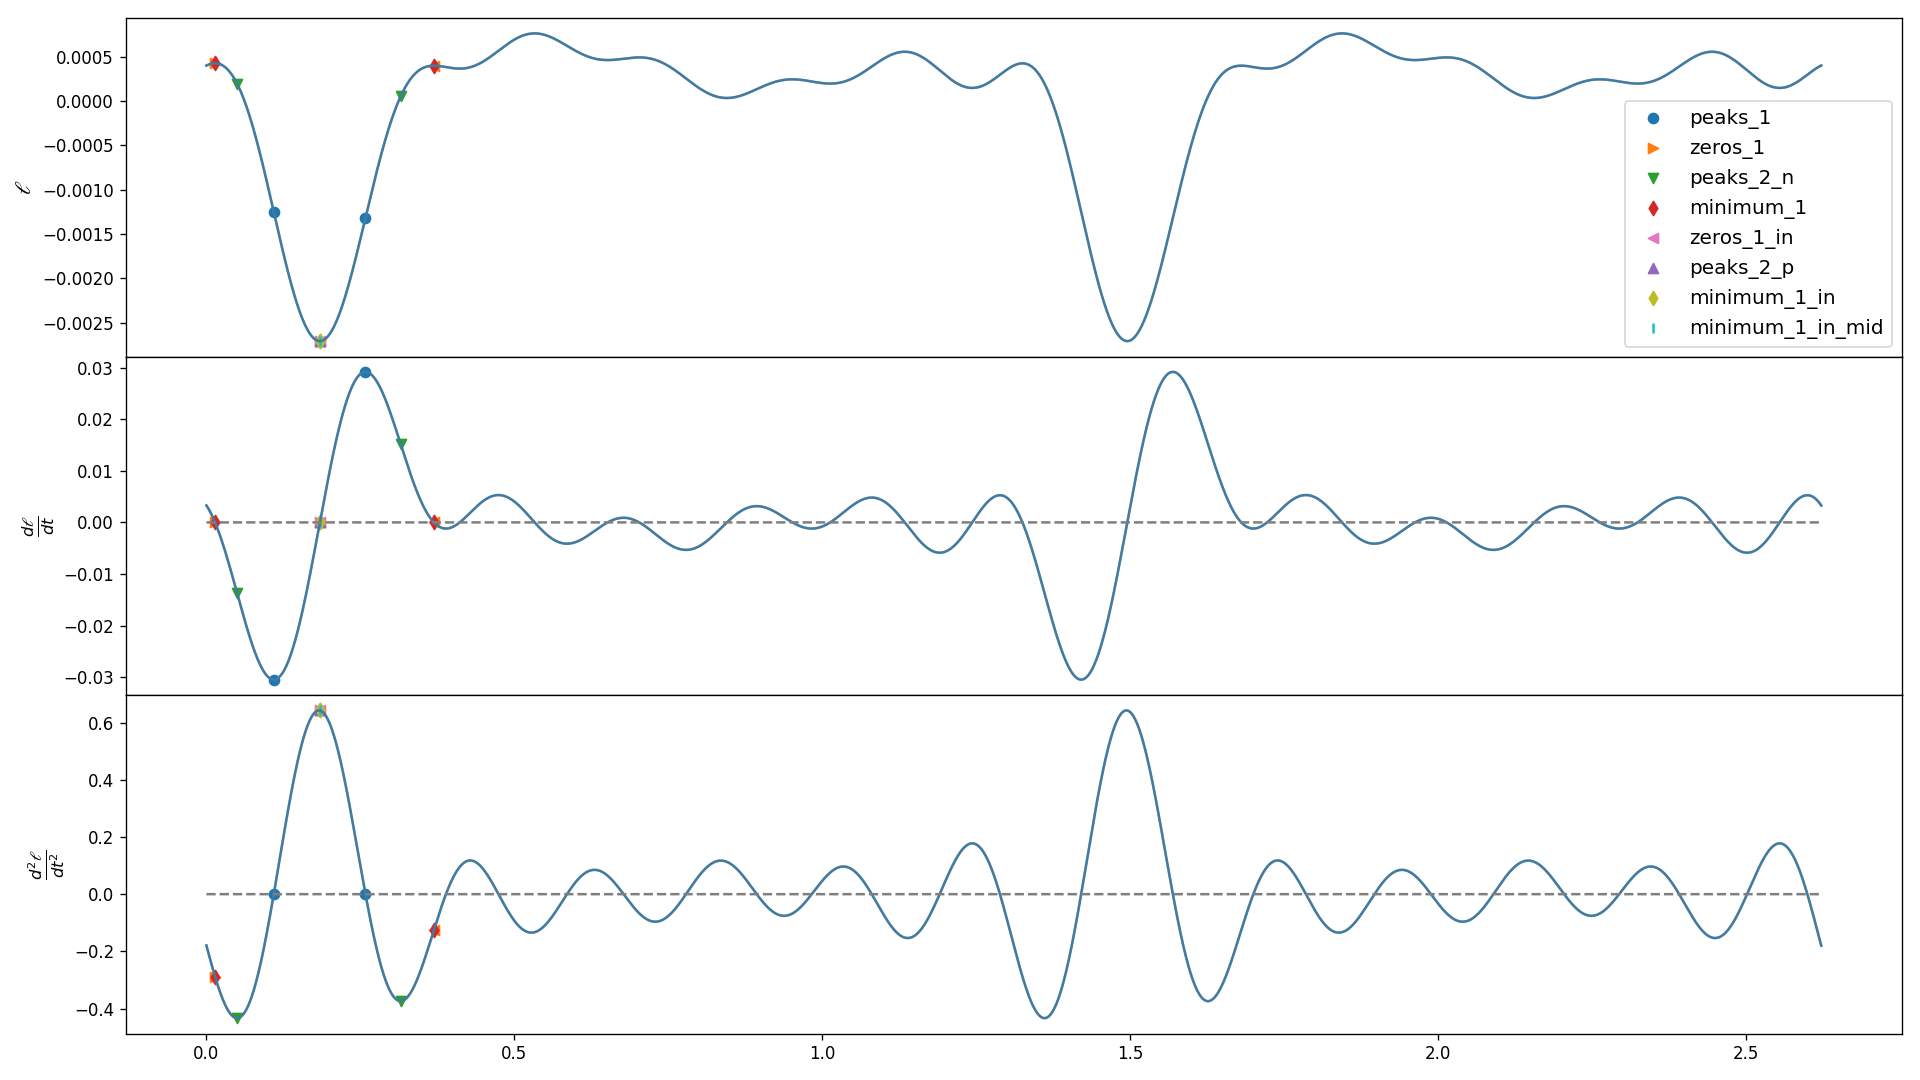 0.0005
0.0000
−0.0005
−0.0010
−0.0015
−0.0020
−0.0025
ℓ
peaks_1
zeros_1
peaks_2_n
minimum_1
zeros_1_in
peaks_2_p
minimum_1_in
minimum_1_in_mid
0.03
0.02
0.01
0.00
−0.01
−0.02
−0.03
dℓ
dt
0.6
0.4
0.2
0.0
−0.2
−0.4
d²ℓ
dt²
0.0 0.5 1.0 1.5 2.0 2.5